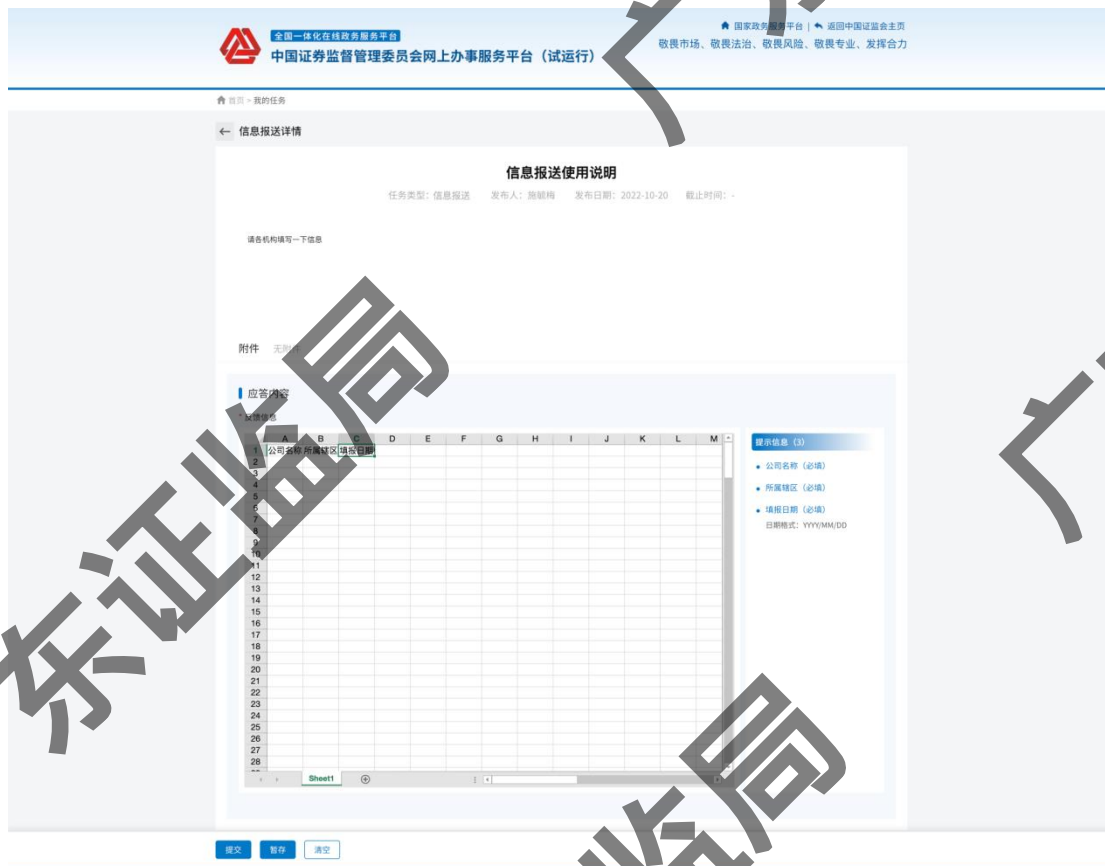 全国一体化在线政务服务平台
中国证券监督管理委员会网上办事服务平台（试运行）
国家政务服务平台 | 返回中国证监会主页
敬畏市场、敬畏法治、敬畏风险、敬畏专业、发挥合力
首页 > 我的任务
← 信息报送详情
信息报送使用说明
任务类型：信息报送 发布人：施毓梅 发布日期：2022-10-20 截止时间：-
请各机构填写一下信息
附件 无附件
应答内容
* 反馈信息
A B C D E F G H I J K L M
1 公司名称 所属辖区 填报日期
2
3
4
5
6
7
8
9
10
11
12
13
14
15
16
17
18
19
20
21
22
23
24
25
26
27
28
Sheet1
提示信息（3）
• 公司名称（必填）
• 所属辖区（必填）
• 填报日期（必填）
日期格式：YYYY/MM/DD
提交 暂存 清空
东证监局
监局
广
广